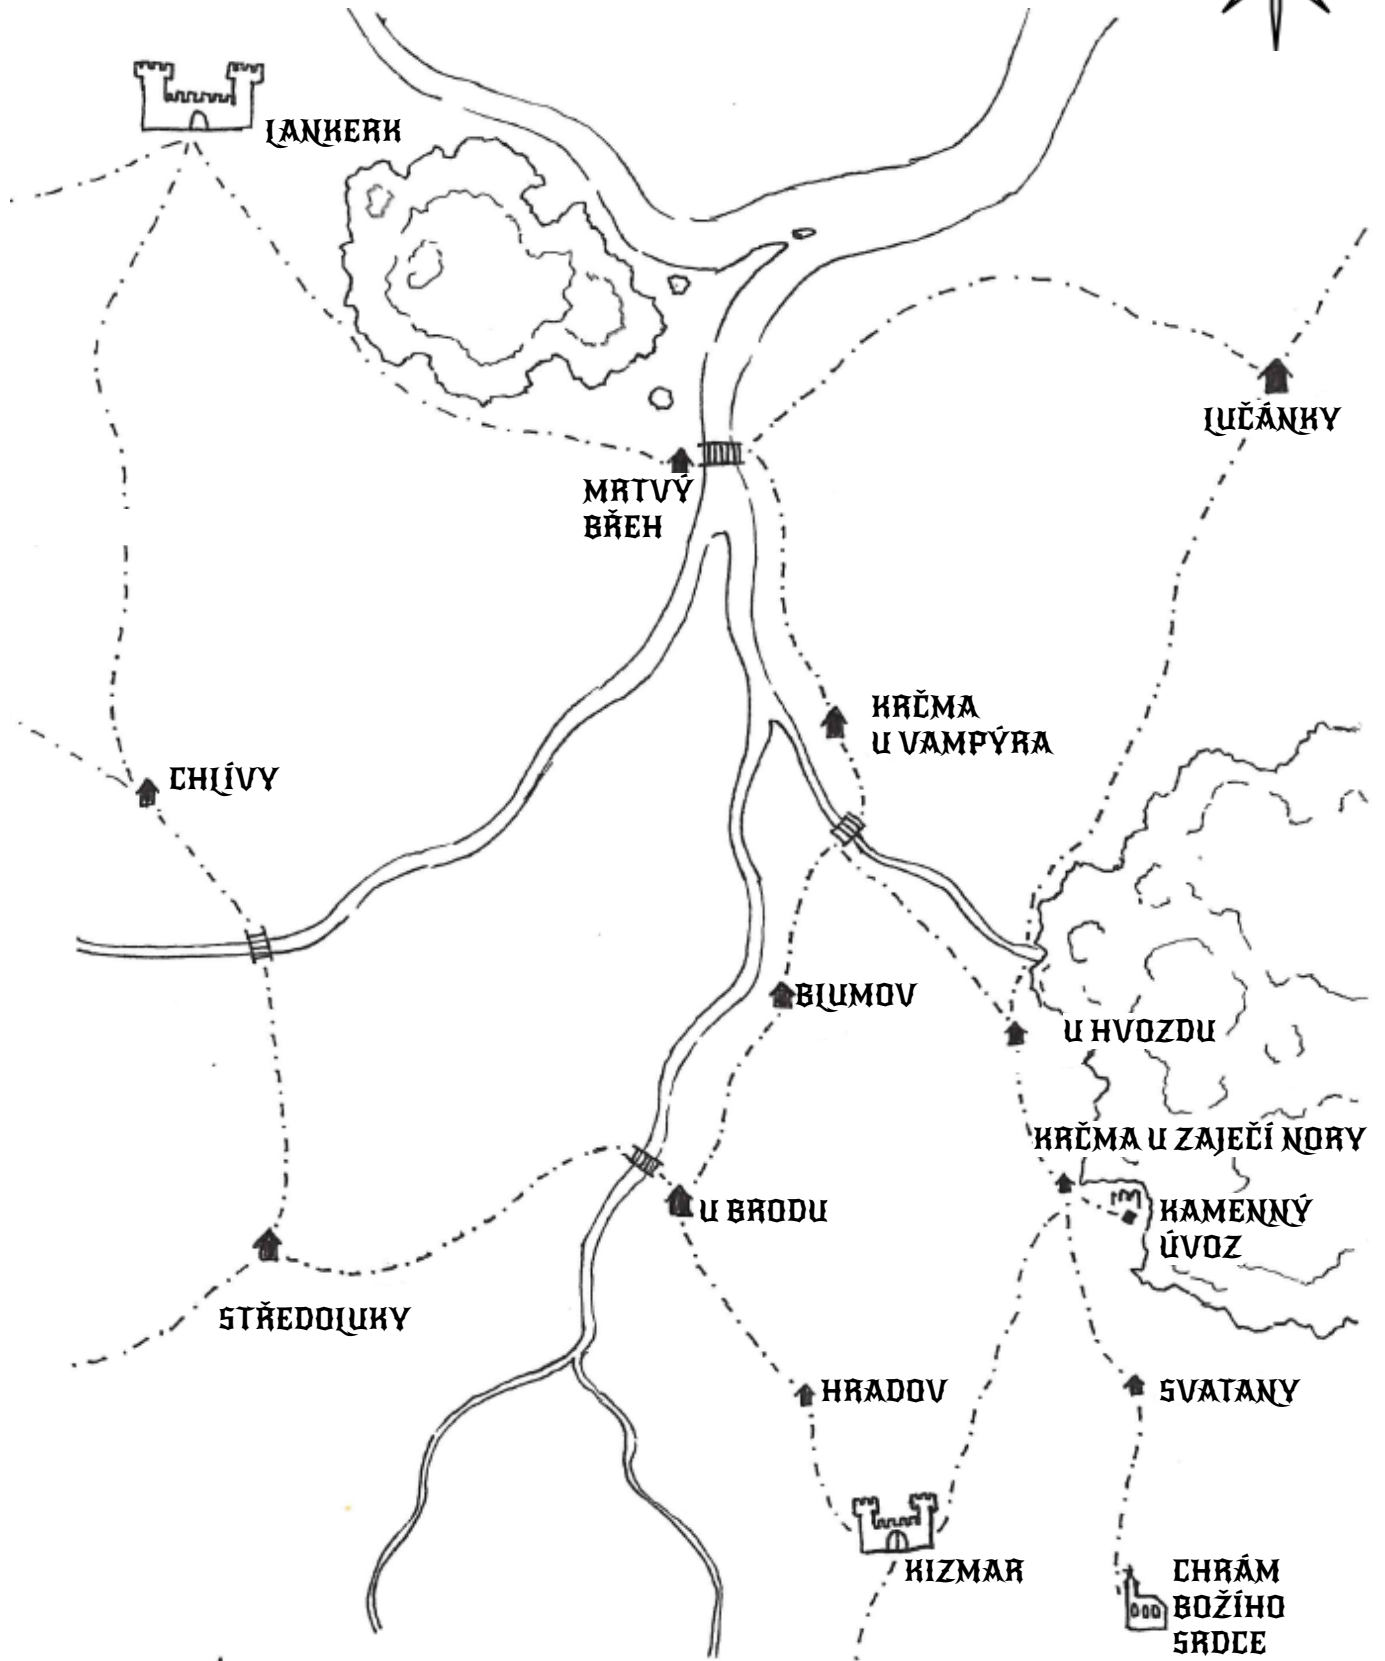 LANKERK
LUČÁNKY
MRTVÝ
BŘEH
KRČMA
U VAMPÝRA
CHLÍVY
BLUMOV
U HVOZDU
KRČMA U ZAJEČÍ NORY
U BRODU
KAMENNÝ
ÚVOZ
STŘEDOLUKY
HRADOV
SVATANY
KIZMAR
CHRÁM
BOŽÍHO
SRDCE